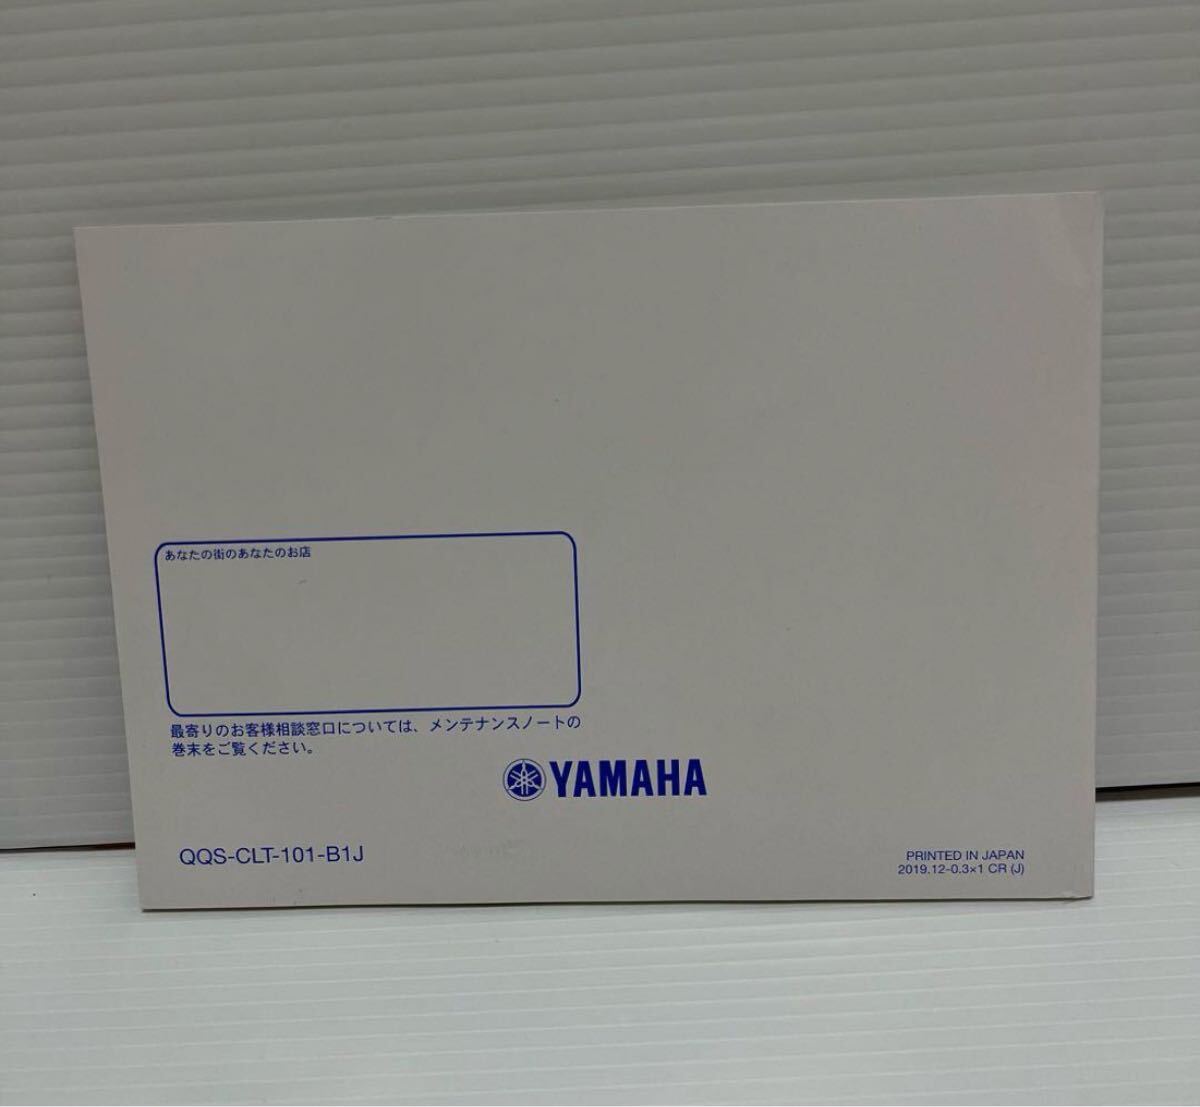 あなたの街のあなたのお店
最寄りのお客様相談窓口については、メンテナンスノートの
巻末をご覧ください。
YAMAHA
QQS-CLT-101-B1J
PRINTED IN JAPAN
2019.12-0.3×1 CR (J)